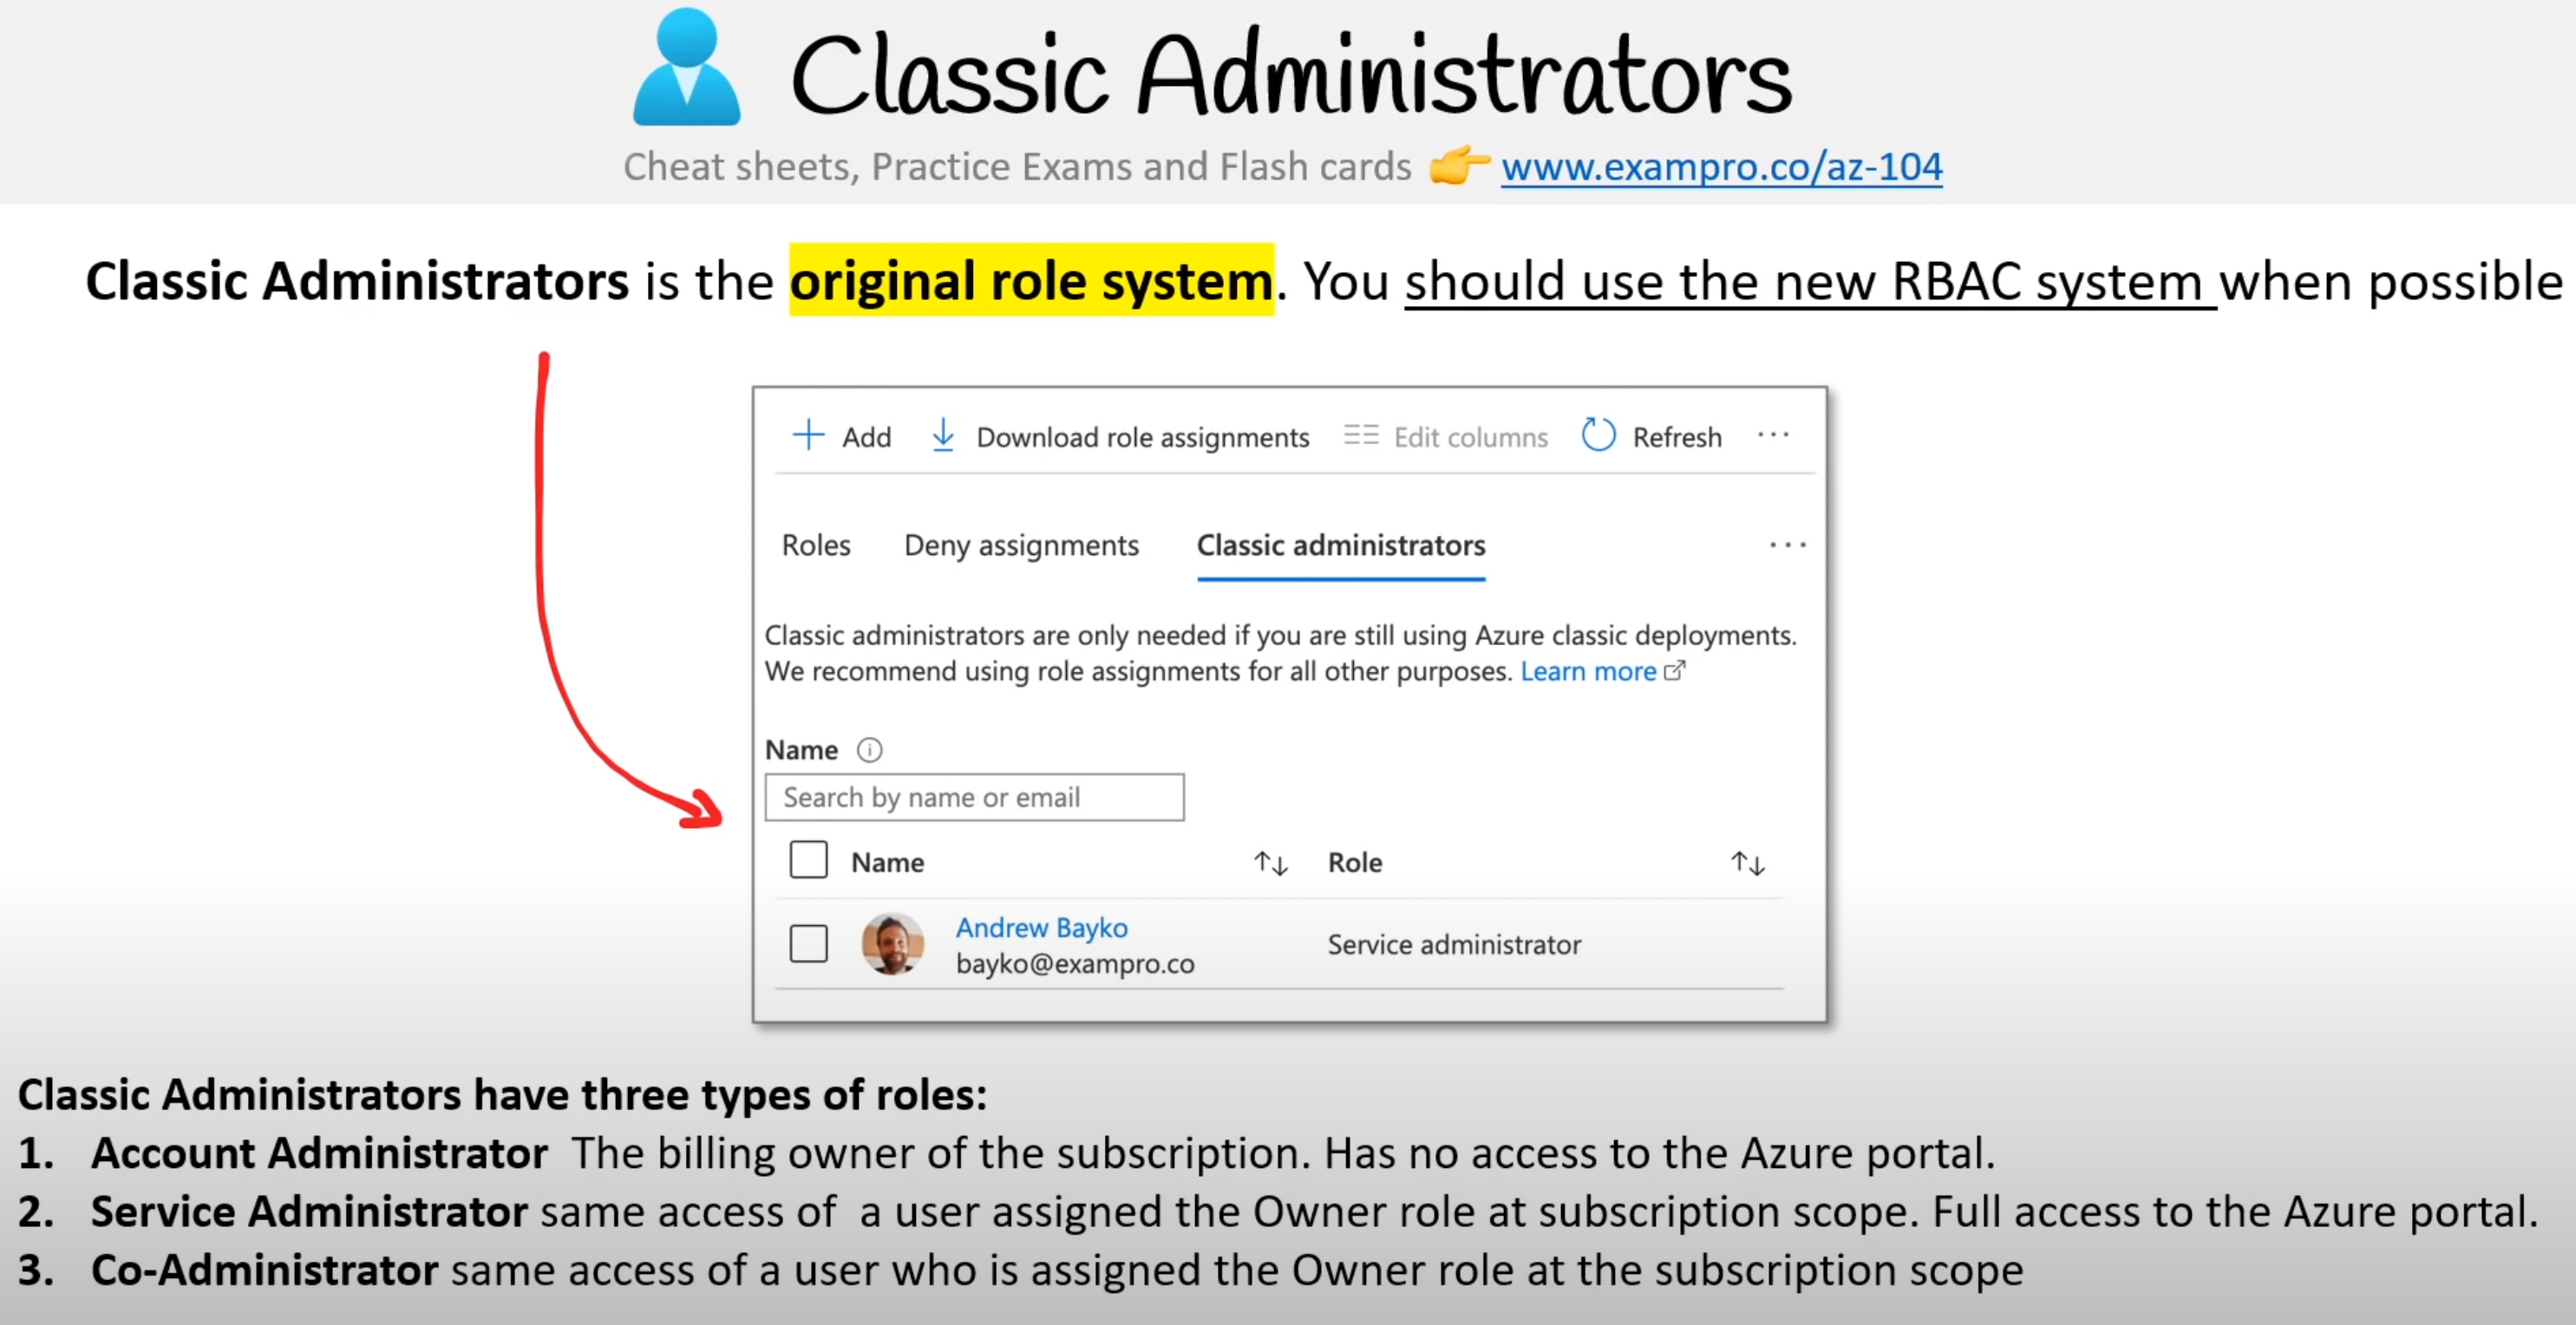 Classic Administrators
Cheat sheets, Practice Exams and Flash cards 👉 www.exampro.co/az-104
Classic Administrators is the original role system. You should use the new RBAC system when possible
Add Download role assignments Edit columns Refresh ...
Roles Deny assignments Classic administrators ...
Classic administrators are only needed if you are still using Azure classic deployments.
We recommend using role assignments for all other purposes. Learn more
Name
Search by name or email
Name Role
Andrew Bayko
bayko@exampro.co
Service administrator
Classic Administrators have three types of roles:
1. Account Administrator The billing owner of the subscription. Has no access to the Azure portal.
2. Service Administrator same access of a user assigned the Owner role at subscription scope. Full access to the Azure portal.
3. Co-Administrator same access of a user who is assigned the Owner role at the subscription scope